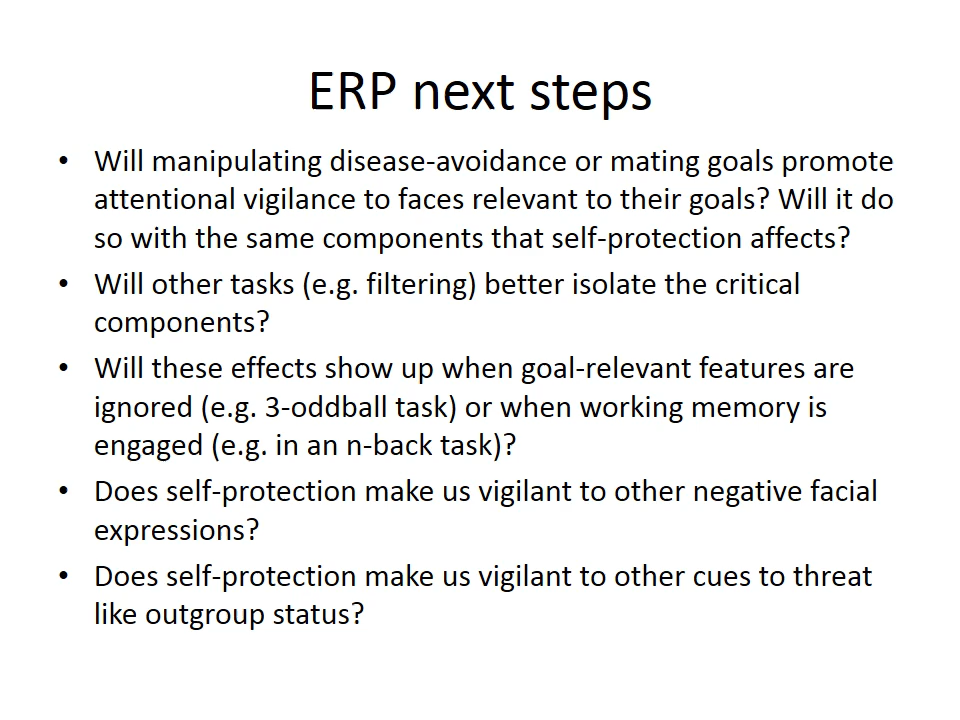 ERP next steps
• Will manipulating disease-avoidance or mating goals promote
attentional vigilance to faces relevant to their goals? Will it do
so with the same components that self-protection affects?
• Will other tasks (e.g. filtering) better isolate the critical
components?
• Will these effects show up when goal-relevant features are
ignored (e.g. 3-oddball task) or when working memory is
engaged (e.g. in an n-back task)?
• Does self-protection make us vigilant to other negative facial
expressions?
• Does self-protection make us vigilant to other cues to threat
like outgroup status?